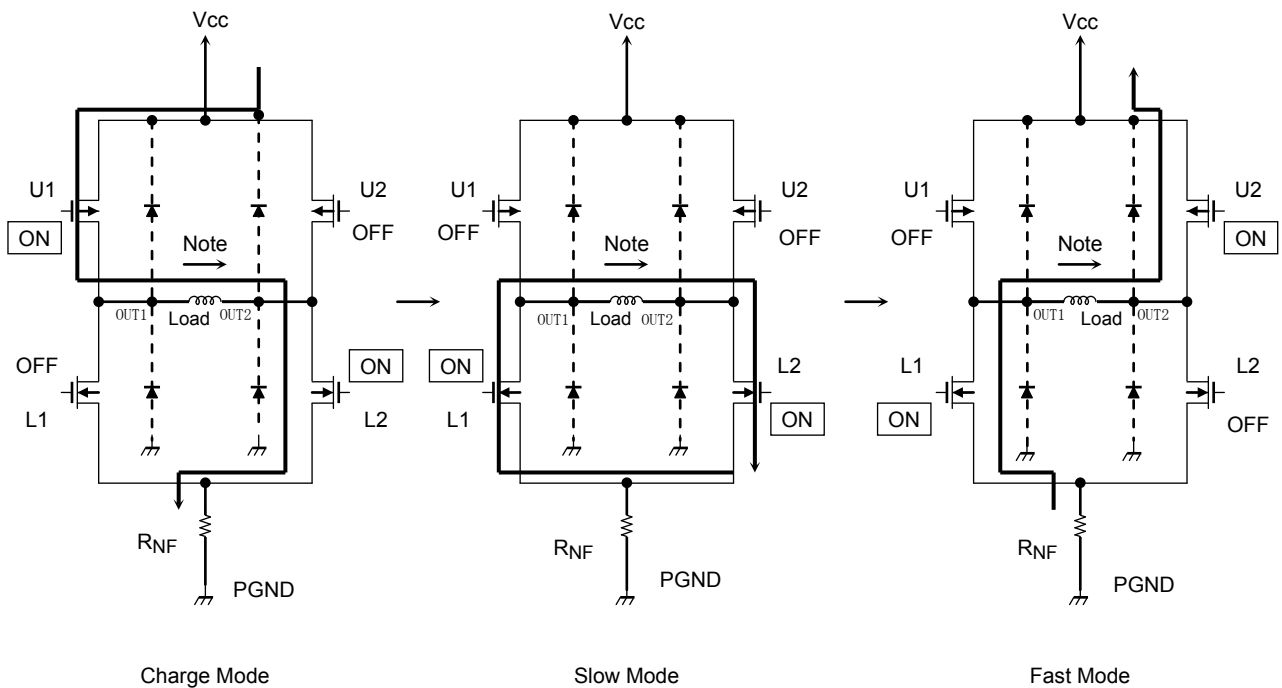 Vcc
U1
ON
U2
OFF
Note
OUT1
Load
OUT2
OFF
L1
ON
L2
RNF
PGND
Charge Mode
Vcc
U1
OFF
U2
OFF
Note
OUT1
Load
OUT2
ON
L1
L2
ON
RNF
PGND
Slow Mode
Vcc
U1
OFF
U2
ON
Note
OUT1
Load
OUT2
L1
ON
L2
OFF
RNF
PGND
Fast Mode